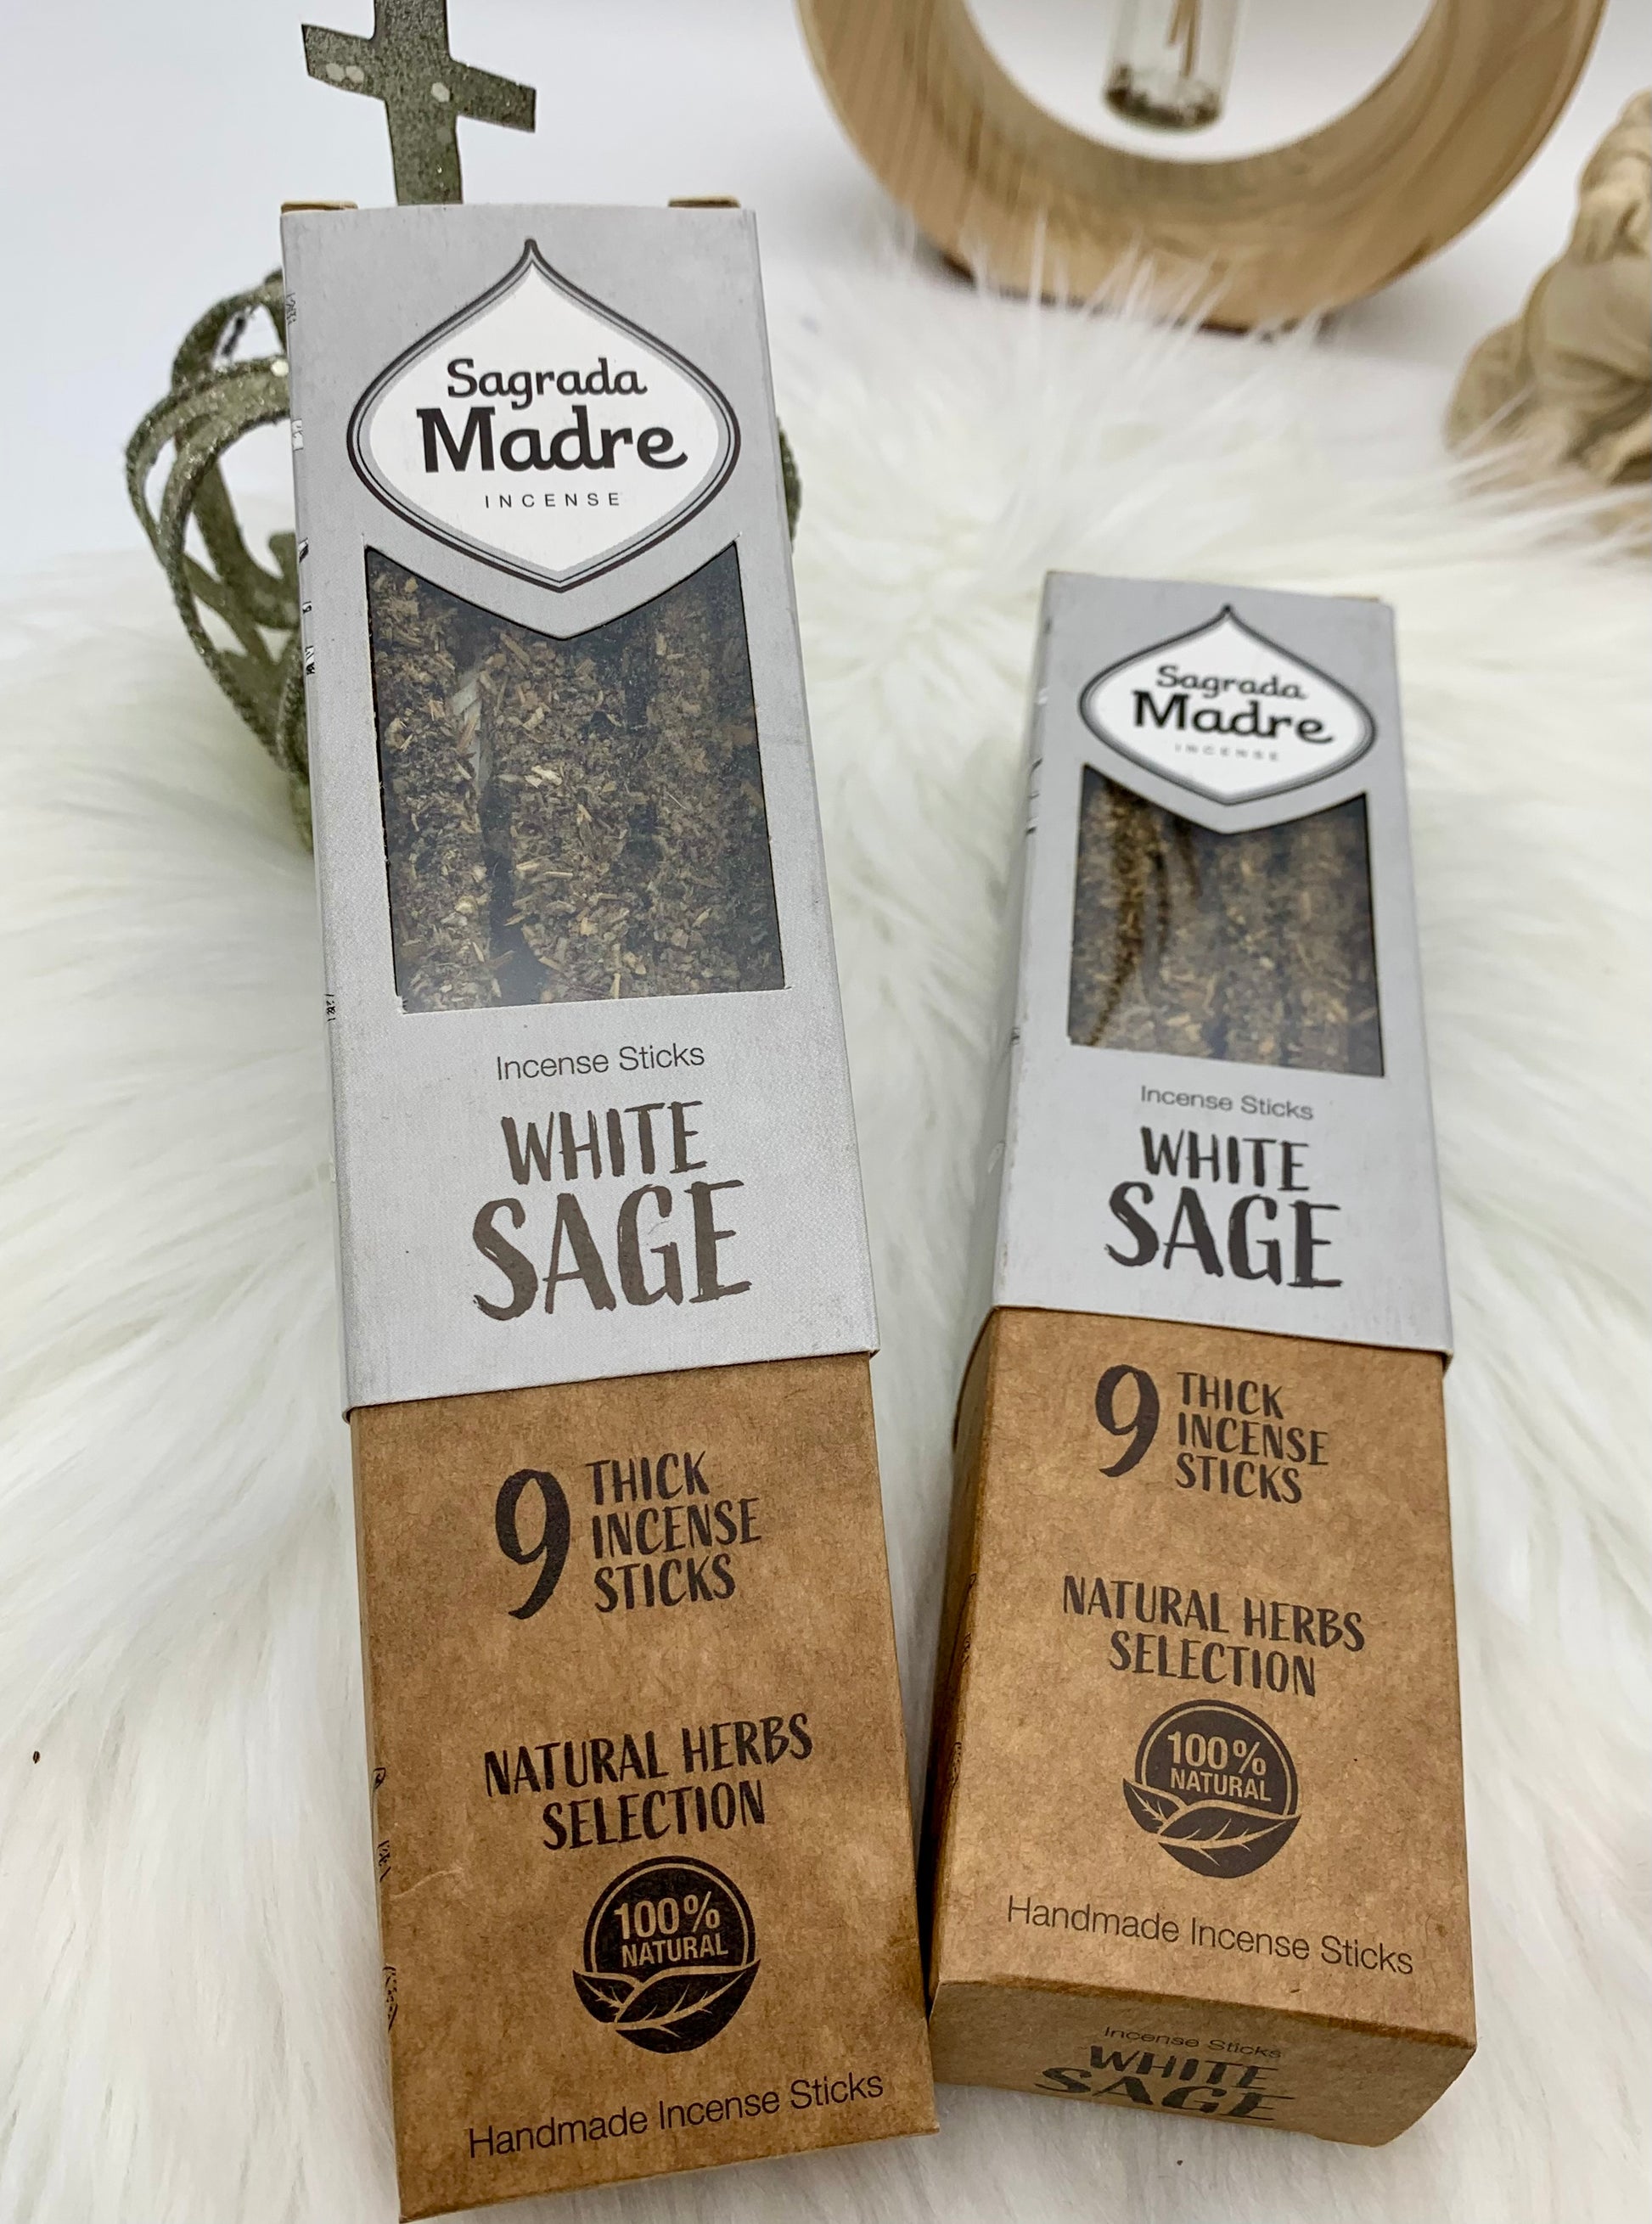 Sagrada
Madre
INCENSE
Incense Sticks
WHITE
SAGE
9 THICK
INCENSE
STICKS
NATURAL HERBS
SELECTION
100%
NATURAL
Handmade Incense Sticks
Sagrada
Madre
INCENSE
Incense Sticks
WHITE
SAGE
9 THICK
INCENSE
STICKS
NATURAL HERBS
SELECTION
100%
NATURAL
Handmade Incense Sticks
Incense Sticks
WHITE
SAGE